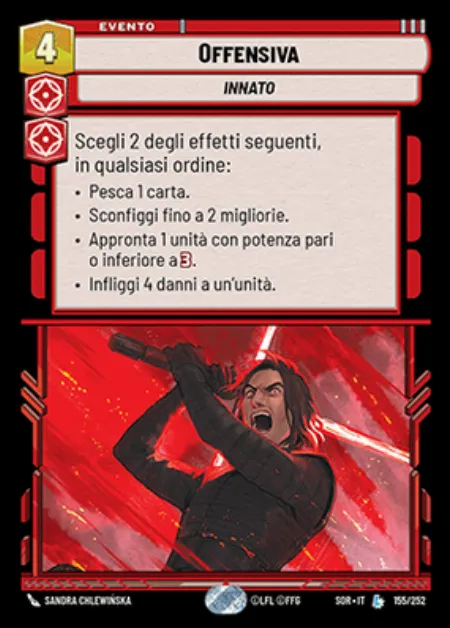 EVENTO
4
OFFENSIVA
INNATO
Scegli 2 degli effetti seguenti,
in qualsiasi ordine:
• Pesca 1 carta.
• Sconfiggi fino a 2 migliorie.
• Appronta 1 unità con potenza pari
o inferiore a 3.
• Infliggi 4 danni a un'unità.
SANDRA CHLEWIŃSKA
©LFL ©FFG
SOR • IT
L
155/252